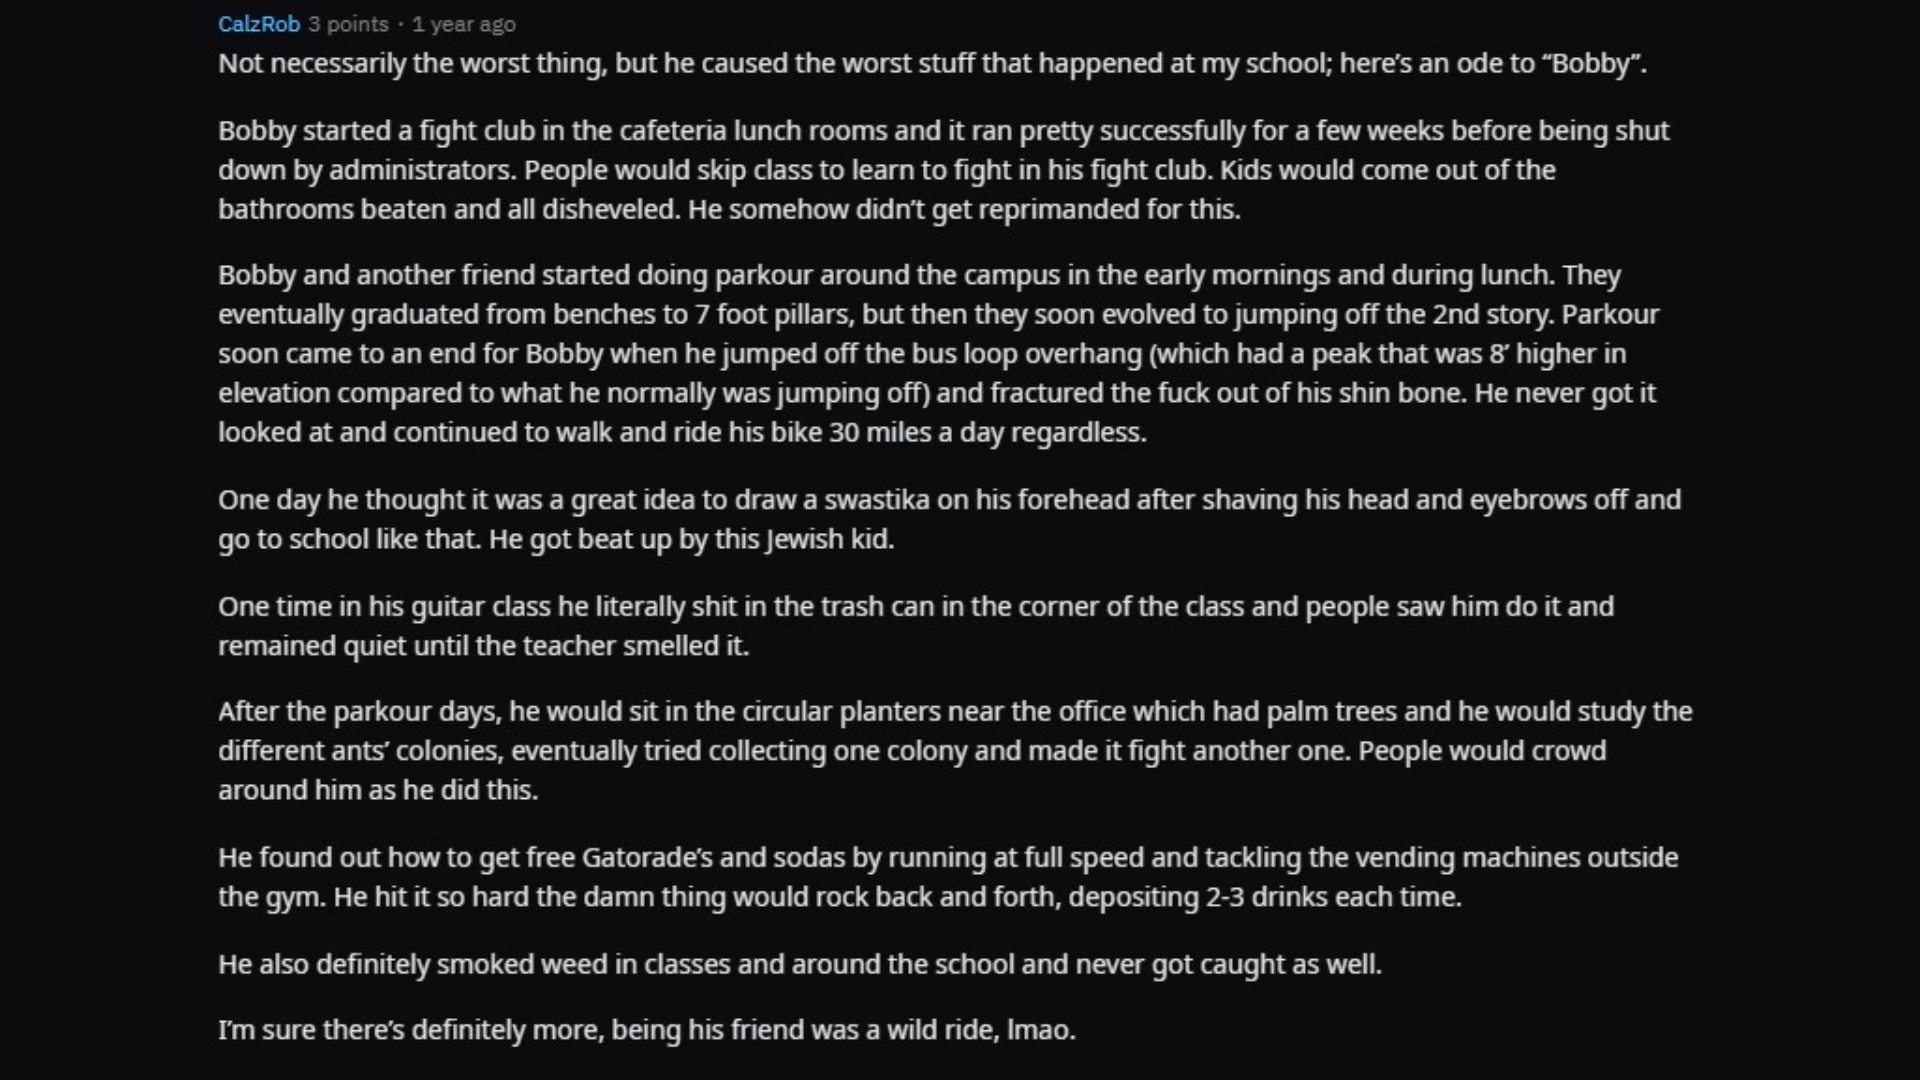 CalzRob 3 points · 1 year ago
Not necessarily the worst thing, but he caused the worst stuff that happened at my school; here’s an ode to “Bobby”.
Bobby started a fight club in the cafeteria lunch rooms and it ran pretty successfully for a few weeks before being shut
down by administrators. People would skip class to learn to fight in his fight club. Kids would come out of the
bathrooms beaten and all disheveled. He somehow didn’t get reprimanded for this.
Bobby and another friend started doing parkour around the campus in the early mornings and during lunch. They
eventually graduated from benches to 7 foot pillars, but then they soon evolved to jumping off the 2nd story. Parkour
soon came to an end for Bobby when he jumped off the bus loop overhang (which had a peak that was 8’ higher in
elevation compared to what he normally was jumping off) and fractured the fuck out of his shin bone. He never got it
looked at and continued to walk and ride his bike 30 miles a day regardless.
One day he thought it was a great idea to draw a swastika on his forehead after shaving his head and eyebrows off and
go to school like that. He got beat up by this Jewish kid.
One time in his guitar class he literally shit in the trash can in the corner of the class and people saw him do it and
remained quiet until the teacher smelled it.
After the parkour days, he would sit in the circular planters near the office which had palm trees and he would study the
different ants’ colonies, eventually tried collecting one colony and made it fight another one. People would crowd
around him as he did this.
He found out how to get free Gatorade’s and sodas by running at full speed and tackling the vending machines outside
the gym. He hit it so hard the damn thing would rock back and forth, depositing 2-3 drinks each time.
He also definitely smoked weed in classes and around the school and never got caught as well.
I’m sure there’s definitely more, being his friend was a wild ride, lmao.